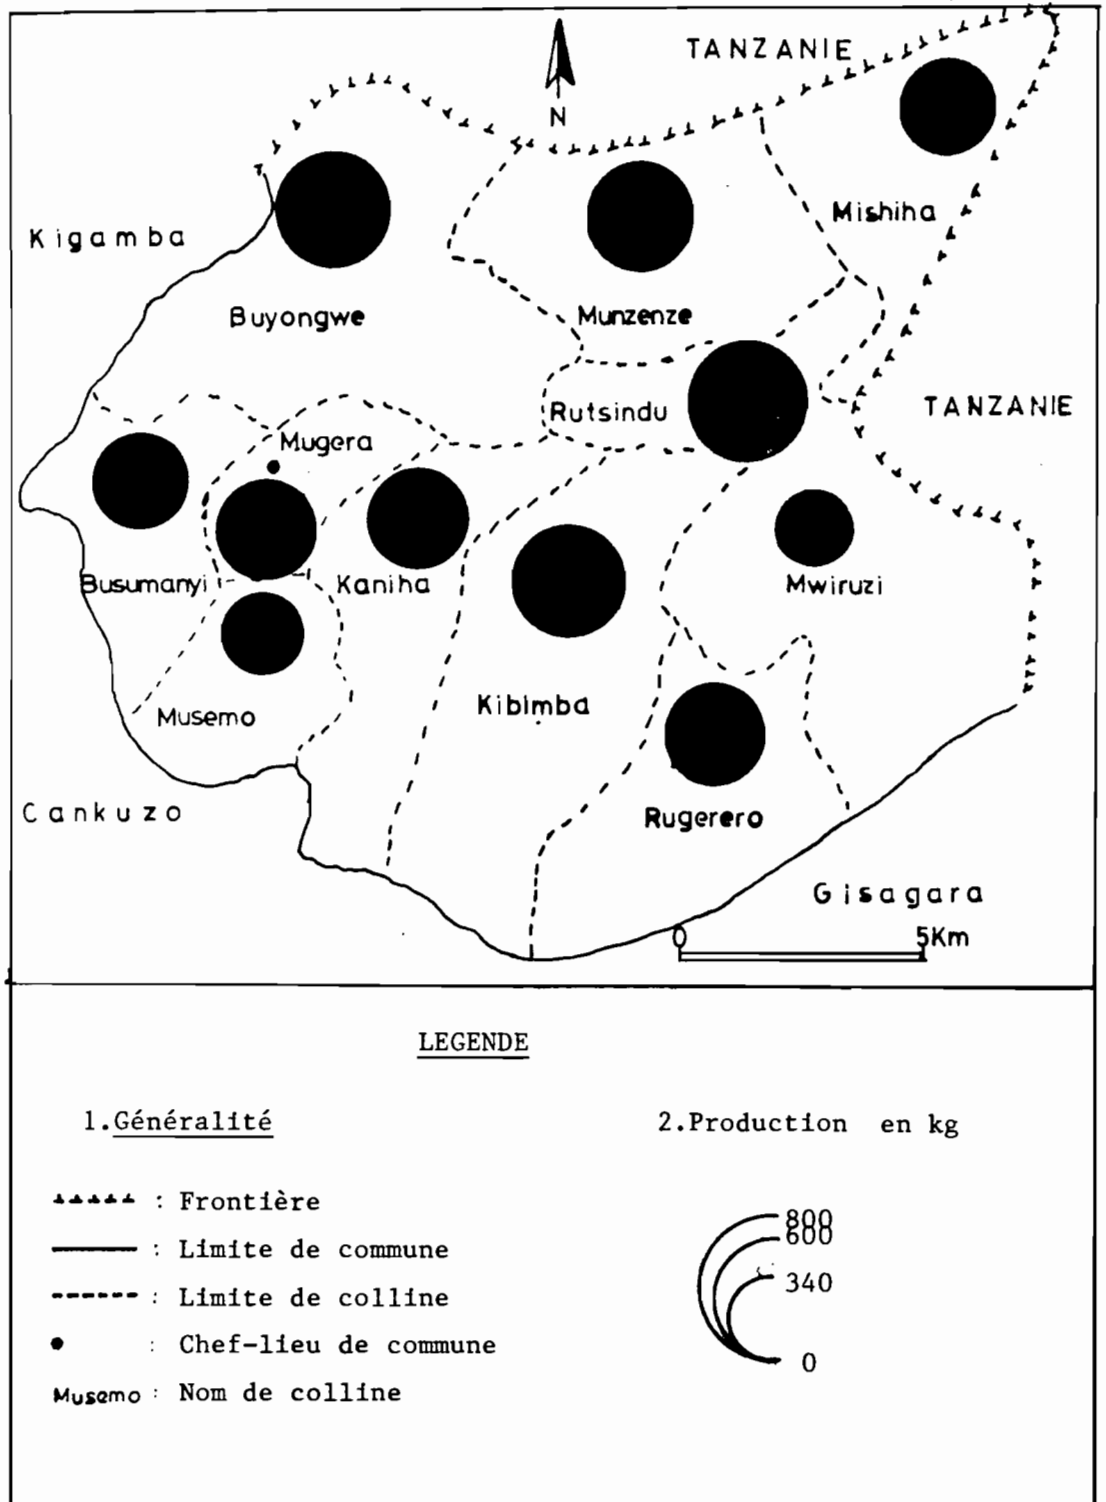 TANZANIE
N
Mishiha
Kigamba
Buyongwe
Munzenze
Rutsindu
TANZANIE
Mugera
Busumanyi
Kaniha
Mwiruzi
Musemo
Kibimba
Cankuzo
Rugerero
Gisagara
0 5Km
LEGENDE
1.Généralité
Frontière
: Limite de commune
: Limite de colline
: Chef-lieu de commune
Musemo : Nom de colline
2.Production en kg
800
600
340
0